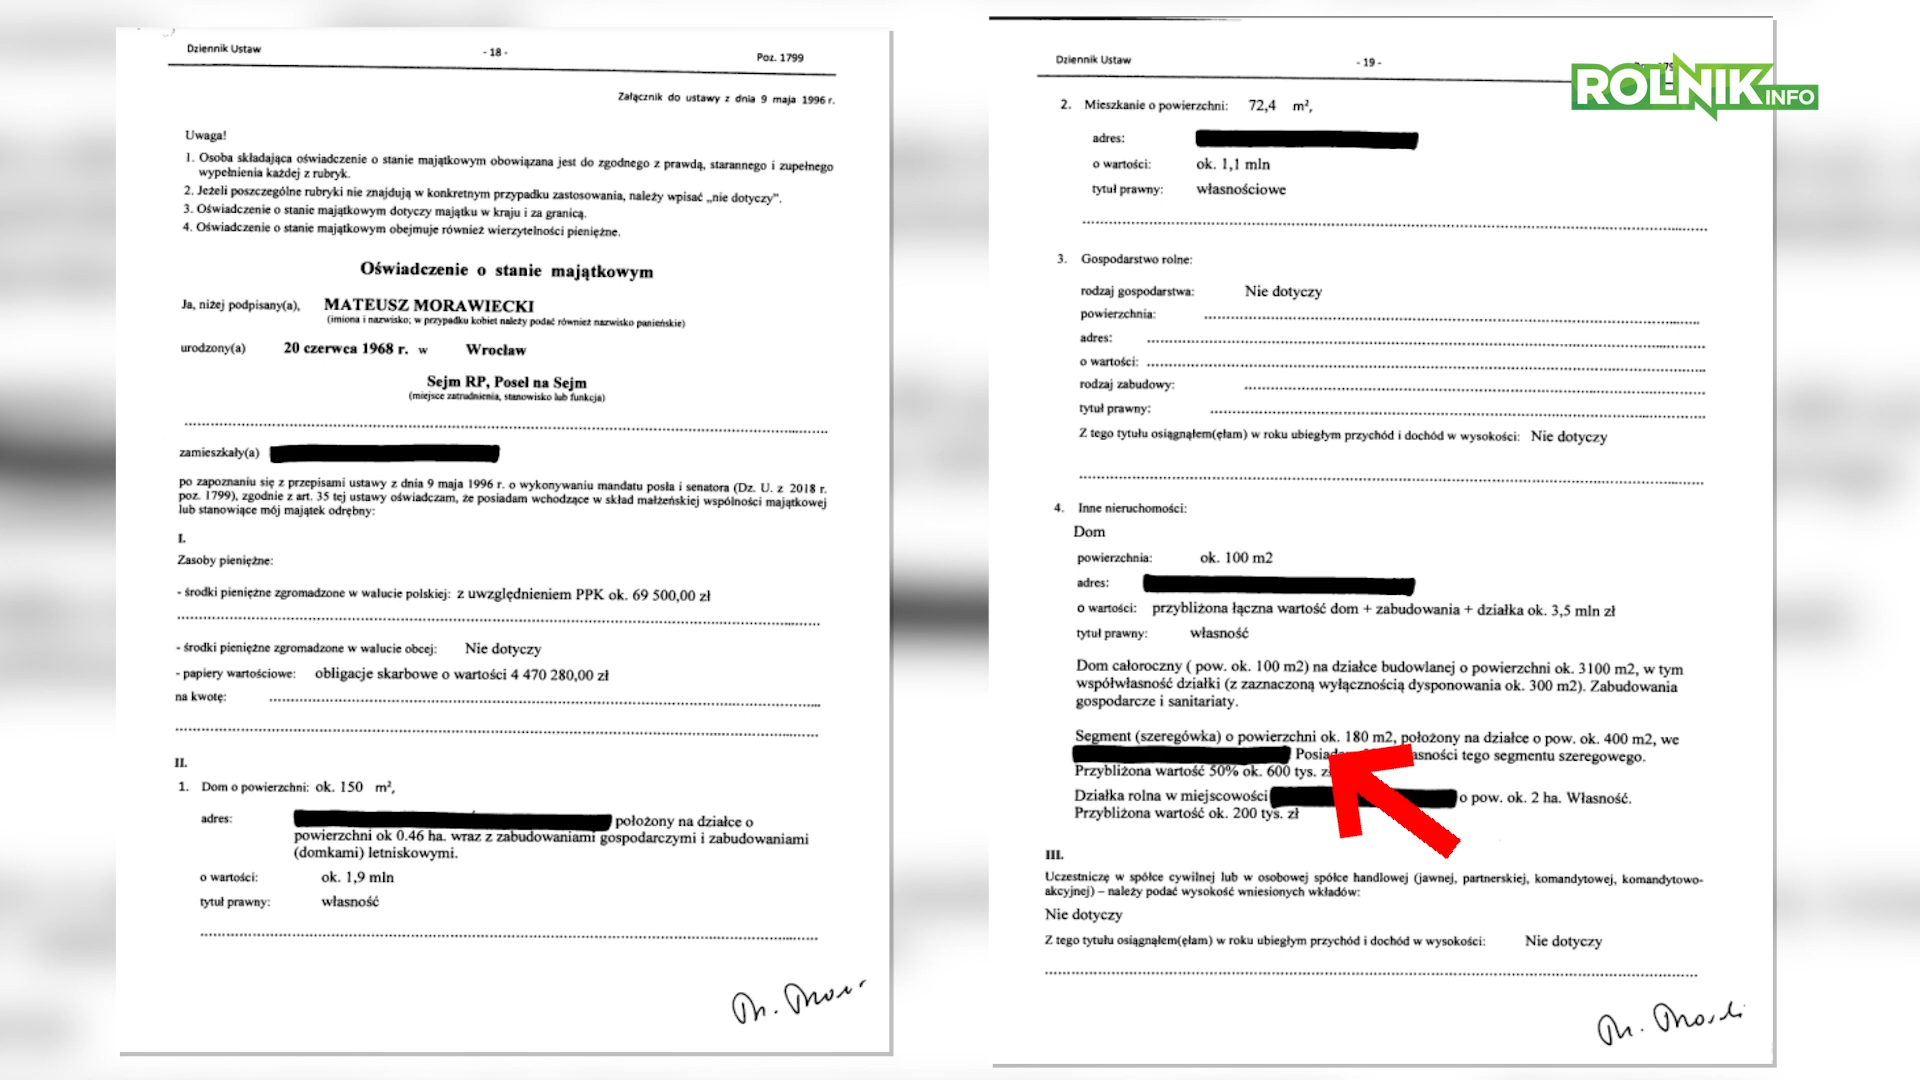 Dziennik Ustaw
- 18 -
Poz. 1799
Załącznik do ustawy z dnia 9 maja 1996 r.
Uwaga!
1. Osoba składająca oświadczenie o stanie majątkowym obowiązana jest do zgodnego z prawdą, starannego i zupełnego
wypełnienia każdej z rubryk.
2. Jeżeli poszczególne rubryki nie znajdują w konkretnym przypadku zastosowania, należy wpisać „nie dotyczy”.
3. Oświadczenie o stanie majątkowym dotyczy majątku w kraju i za granicą.
4. Oświadczenie o stanie majątkowym obejmuje również wierzytelności pieniężne.
Oświadczenie o stanie majątkowym
Ja, niżej podpisany(a), MATEUSZ MORAWIECKI
(imiona i nazwisko; w przypadku kobiet należy podać również nazwisko panieńskie)
urodzony(a) 20 czerwca 1968 r. w Wrocław
Sejm RP, Poseł na Sejm
(miejsce zatrudnienia, stanowisko lub funkcja)
zamieszkały(a)
po zapoznaniu się z przepisami ustawy z dnia 9 maja 1996 r. o wykonywaniu mandatu posła i senatora (Dz. U. z 2018 r.
poz. 1799), zgodnie z art. 35 tej ustawy oświadczam, że posiadam wchodzące w skład małżeńskiej wspólności majątkowej
lub stanowiące mój majątek odrębny:
I.
Zasoby pieniężne:
- środki pieniężne zgromadzone w walucie polskiej: z uwzględnieniem PPK ok. 69 500,00 zł
- środki pieniężne zgromadzone w walucie obcej: Nie dotyczy
- papiery wartościowe: obligacje skarbowe o wartości 4 470 280,00 zł
na kwotę:
II.
1. Dom o powierzchni: ok. 150 m²,
adres: położony na działce o
powierzchni ok 0.46 ha. wraz z zabudowaniami gospodarczymi i zabudowaniami
(domkami) letniskowymi.
o wartości: ok. 1,9 mln
tytuł prawny: własność
Dziennik Ustaw
- 19 -
ROLNIK INFO
2. Mieszkanie o powierzchni: 72,4 m²,
adres:
o wartości: ok. 1,1 mln
tytuł prawny: własnościowe
3. Gospodarstwo rolne:
rodzaj gospodarstwa: Nie dotyczy
powierzchnia:
adres:
o wartości:
rodzaj zabudowy:
tytuł prawny:
Z tego tytułu osiągnąłem(ęłam) w roku ubiegłym przychód i dochód w wysokości: Nie dotyczy
4. Inne nieruchomości:
Dom
powierzchnia: ok. 100 m2
adres:
o wartości: przybliżona łączna wartość dom + zabudowania + działka ok. 3,5 mln zł
tytuł prawny: własność
Dom całoroczny ( pow. ok. 100 m2) na działce budowlanej o powierzchni ok. 3100 m2, w tym
współwłasność działki (z zaznaczoną wyłącznością dysponowania ok. 300 m2). Zabudowania
gospodarcze i sanitariaty.
Segment (szeregówka) o powierzchni ok. 180 m2, położony na działce o pow. ok. 400 m2, we
tego segmentu szeregowego.
Przybliżona wartość 50% ok. 600 tys. zł
Działka rolna w miejscowości o pow. ok. 2 ha. Własność.
Przybliżona wartość ok. 200 tys. zł
III.
Uczestniczę w spółce cywilnej lub w osobowej spółce handlowej (jawnej, partnerskiej, komandytowej, komandytowo-
akcyjnej) – należy podać wysokość wniesionych wkładów:
Nie dotyczy
Z tego tytułu osiągnąłem(ęłam) w roku ubiegłym przychód i dochód w wysokości: Nie dotyczy